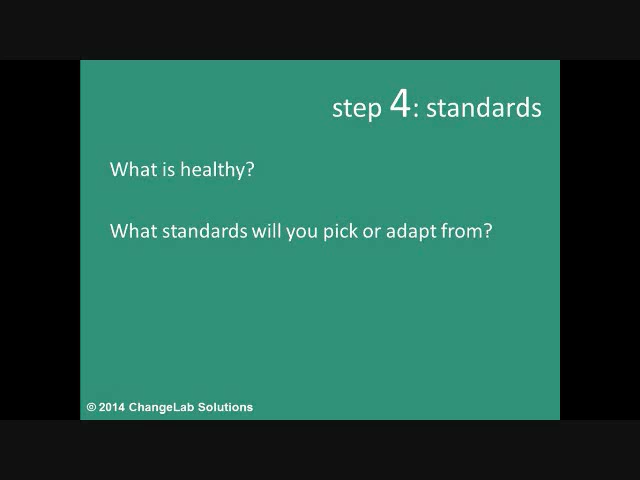 step 4: standards
What is healthy?
What standards will you pick or adapt from?
© 2014 ChangeLab Solutions